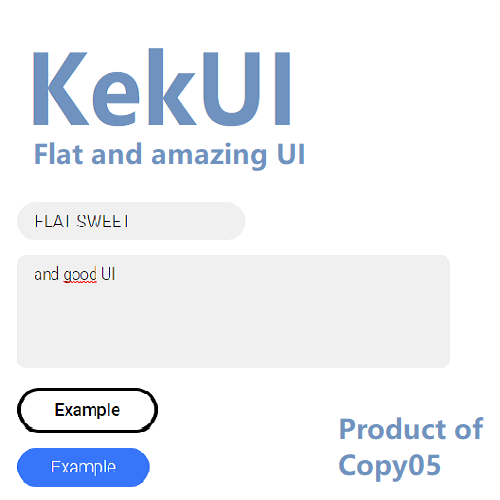 KekUI
Flat and amazing UI
FLAT SWEET
and good UI
Example
Example
Product of
Copy05